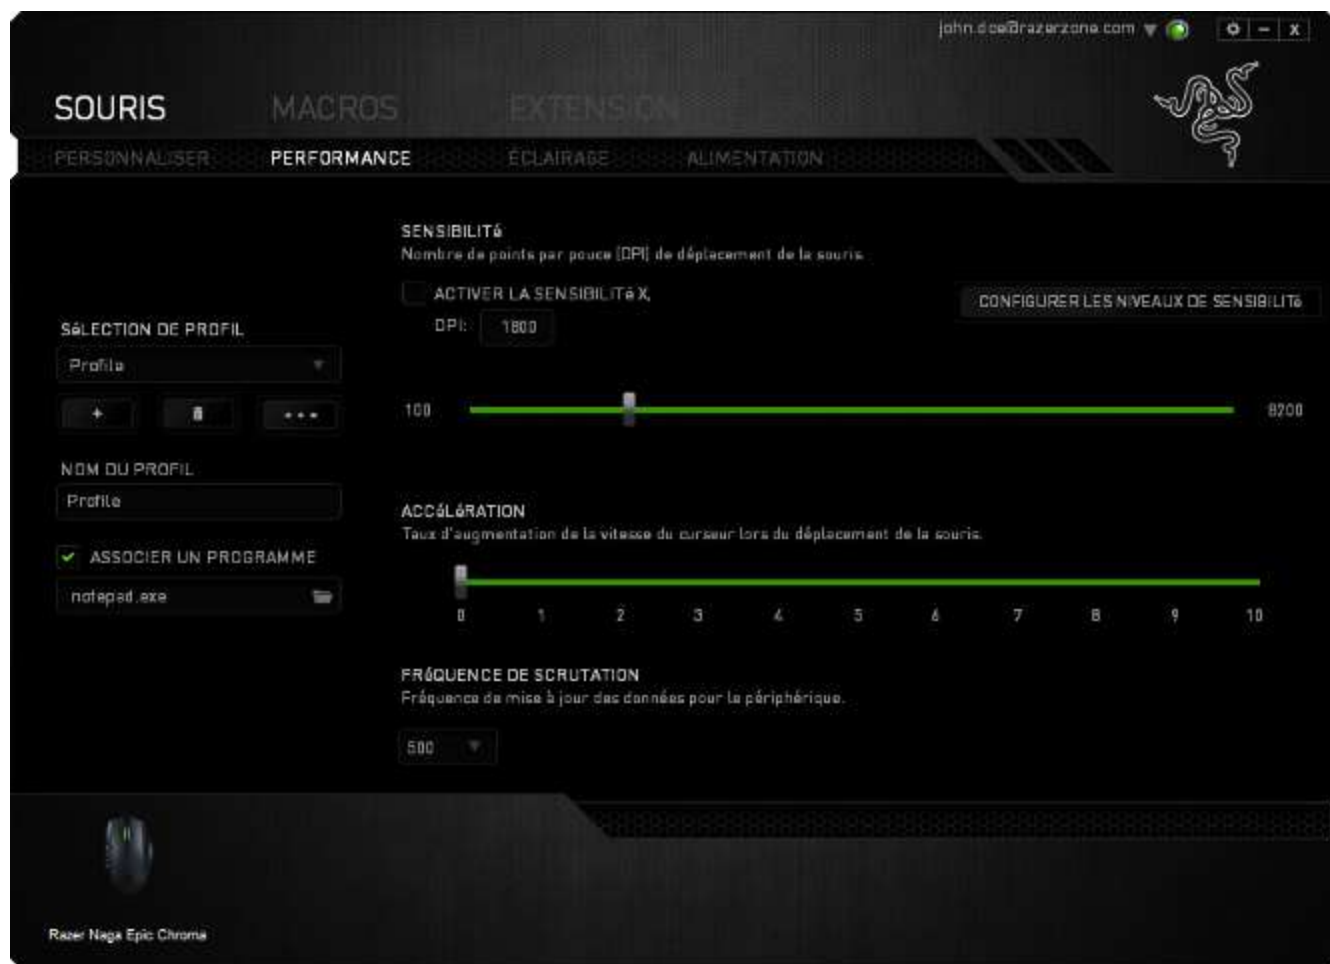 john.doe@razerzone.com
SOURIS MACROS EXTENSION
PERSONNALISER PERFORMANCE ÉCLAIRAGE ALIMENTATION
SENSIBILITé
Nombre de points par pouce (DPI) de déplacement de la souris.
ACTIVER LA SENSIBILITé X,
CONFIGURER LES NIVEAUX DE SENSIBILITé
DPI: 1800
SéLECTION DE PROFIL
Profile
100 8200
NOM DU PROFIL
Profile
ASSOCIER UN PROGRAMME
notepad.exe
ACCéLéRATION
Taux d'augmentation de la vitesse du curseur lors du déplacement de la souris.
0 1 2 3 4 5 6 7 8 9 10
FRéQUENCE DE SCRUTATION
Fréquence de mise à jour des données pour le périphérique.
500
Razer Naga Epic Chroma